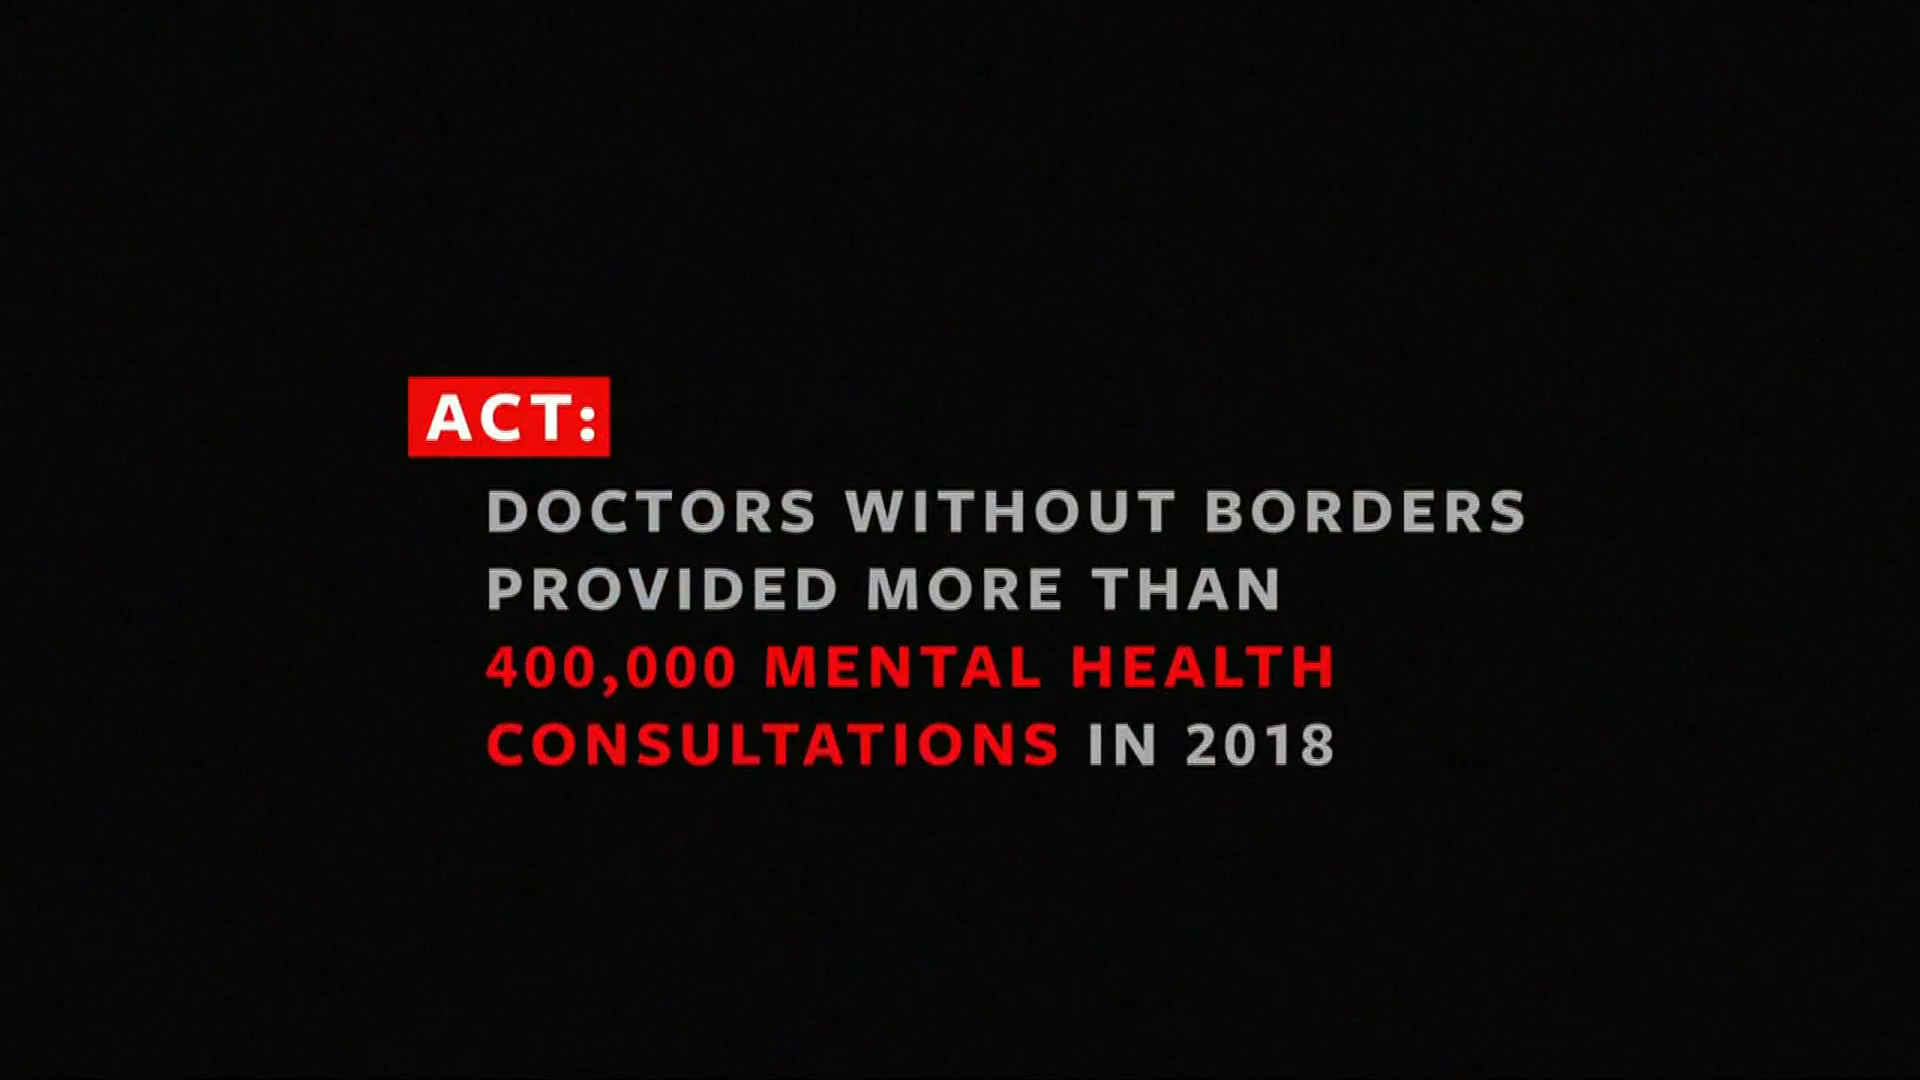 ACT:
DOCTORS WITHOUT BORDERS
PROVIDED MORE THAN
400,000 MENTAL HEALTH
CONSULTATIONS IN 2018